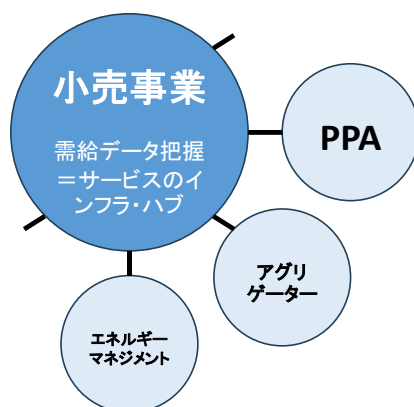 小売事業
需給データ把握
＝サービスのイ
ンフラ・ハブ
PPA
アグリ
ゲーター
エネルギー
マネジメント